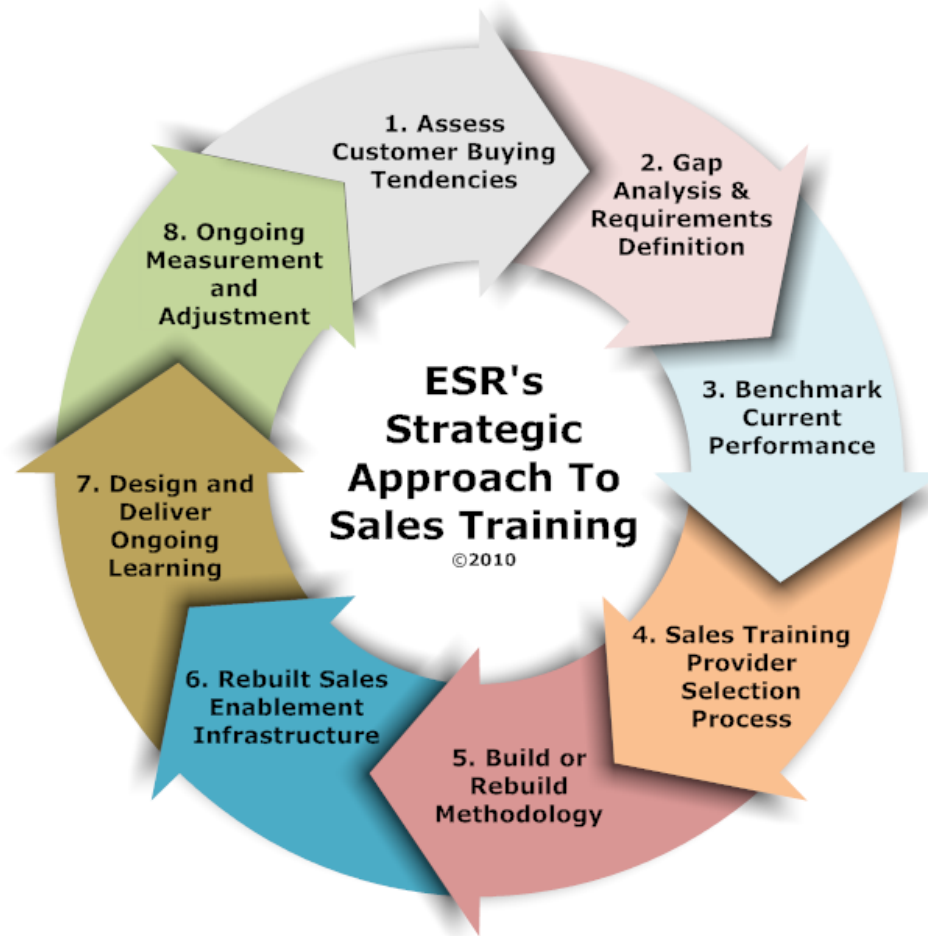 1. Assess
Customer Buying
Tendencies
2. Gap
Analysis &
Requirements
Definition
3. Benchmark
Current
Performance
4. Sales Training
Provider
Selection
Process
5. Build or
Rebuild
Methodology
6. Rebuilt Sales
Enablement
Infrastructure
7. Design and
Deliver
Ongoing
Learning
8. Ongoing
Measurement
and
Adjustment
ESR's
Strategic
Approach To
Sales Training
©2010